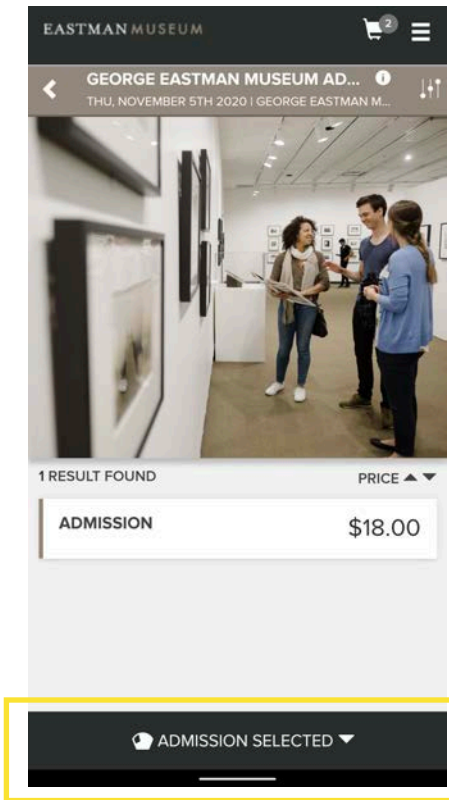 EASTMAN MUSEUM
2
GEORGE EASTMAN MUSEUM AD... i
THU, NOVEMBER 5TH 2020 | GEORGE EASTMAN M...
1 RESULT FOUND PRICE ▲ ▼
ADMISSION $18.00
ADMISSION SELECTED ▼